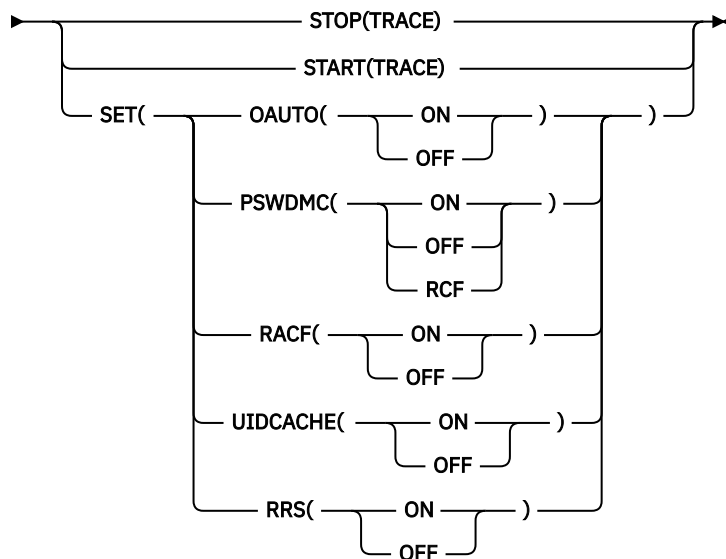 STOP(TRACE)
START(TRACE)
SET( OAUTO( ON ) )
OFF
PSWDMC( ON )
OFF
RCF
RACF( ON )
OFF
UIDCACHE( ON )
OFF
RRS( ON )
OFF